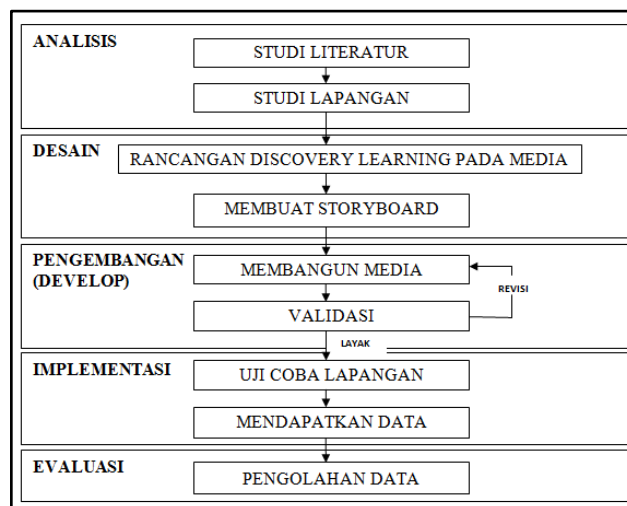 ANALISIS
STUDI LITERATUR
STUDI LAPANGAN
DESAIN
RANCANGAN DISCOVERY LEARNING PADA MEDIA
MEMBUAT STORYBOARD
PENGEMBANGAN
(DEVELOP)
MEMBANGUN MEDIA
REVISI
VALIDASI
LAYAK
IMPLEMENTASI
UJI COBA LAPANGAN
MENDAPATKAN DATA
EVALUASI
PENGOLAHAN DATA